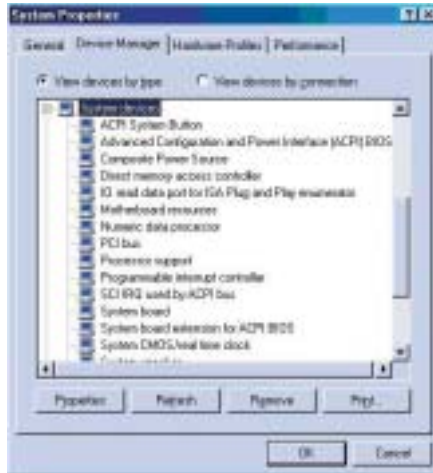 System Properties
General Device Manager Hardware Profiles Performance
View devices by type View devices by connection
System devices
ACPI System Button
Advanced Configuration and Power Interface (ACPI) BIOS
Composite Power Source
Direct memory access controller
IO read data port for ISA Plug and Play enumerator
Motherboard resources
Numeric data processor
PCI bus
Processor support
Programmable interrupt controller
SCI IRQ used by ACPI bus
System board
System board extension for ACPI BIOS
System CMOS/real time clock
System speaker
Properties Refresh Remove Print...
OK Cancel